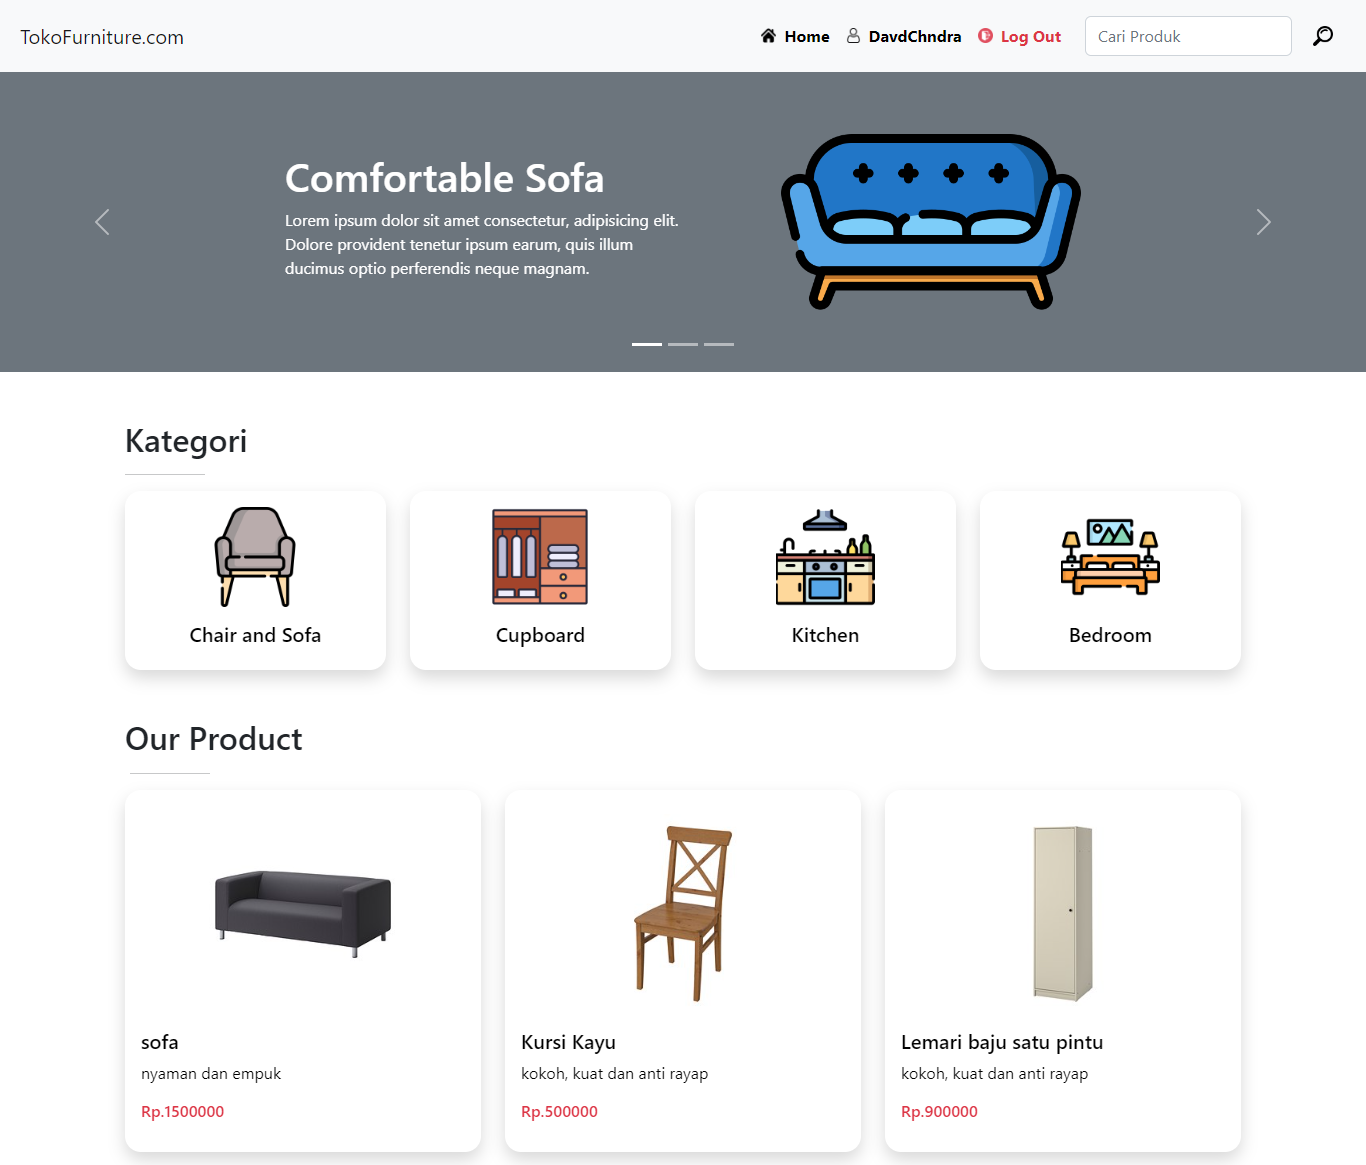 TokoFurniture.com
Home
DavdChndra
Log Out
Cari Produk
Comfortable Sofa
Lorem ipsum dolor sit amet consectetur, adipisicing elit.
Dolore provident tenetur ipsum earum, quis illum
ducimus optio perferendis neque magnam.
Kategori
Chair and Sofa
Cupboard
Kitchen
Bedroom
Our Product
sofa
nyaman dan empuk
Rp.1500000
Kursi Kayu
kokoh, kuat dan anti rayap
Rp.500000
Lemari baju satu pintu
kokoh, kuat dan anti rayap
Rp.900000